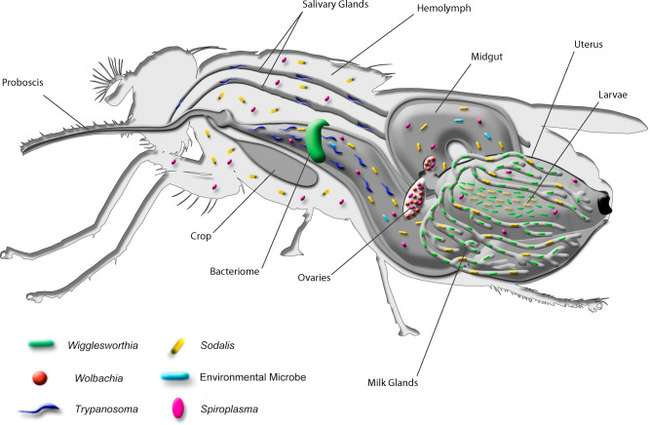 Salivary Glands
Hemolymph
Uterus
Midgut
Proboscis
Larvae
Crop
Bacteriome
Ovaries
Milk Glands
Wigglesworthia
Sodalis
Wolbachia
Environmental Microbe
Trypanosoma
Spiroplasma